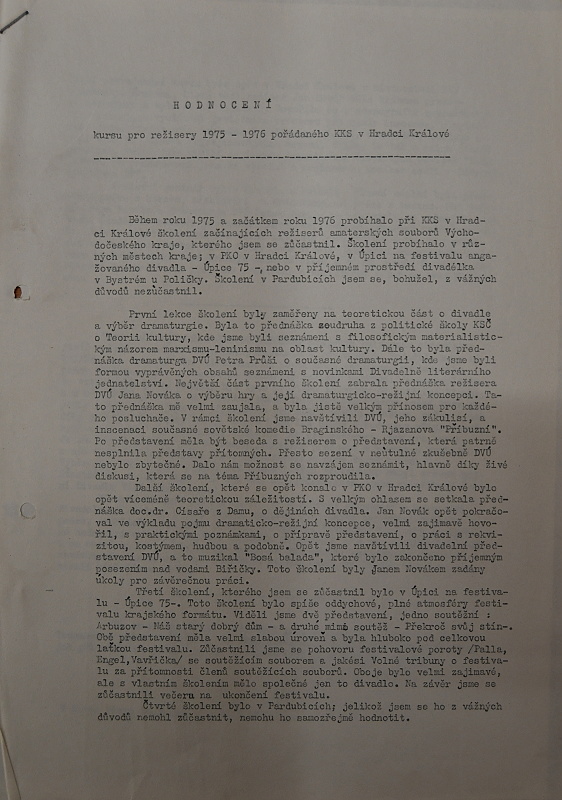 HODNOCENÍ
kursu pro režisery 1975 - 1976 pořádaného KKS v Hradci Králové
Během roku 1975 a začátkem roku 1976 probíhalo při KKS v Hrad-
ci Králové školení začínajících režiserů amaterských souborů Výcho-
dočeského kraje, kterého jsem se zúčastnil. Školení probíhalo v růz-
ných městech kraje; v PKO v Hradci Králové, v Úpici na festivalu anga-
žovaného divadla - Úpice 75 -, nebo v příjemném prostředí divadélka
v Bystrém u Poličky. Školení v Pardubicích jsem se, bohužel, z vážných
důvodů nezúčastnil.
První lekce školení byly zaměřeny na teoretickou část o divadle
a výběr dramaturgie. Byla to přednáška soudruha z politické školy KSČ
o Teorii kultury, kde jsme byli seznámeni s filosofickým materialistic-
kým názorem marxismu-leninismu na oblast kultury. Dále to byla před-
náška dramaturga DVÚ Petra Průši o současné dramaturgii, kde jsme byli
formou vyprávěných obsahů seznámeni s novinkami Divadelně literárního
jednatelství. Největší část prvního školení zabrala přednáška režisera
DVÚ Jana Nováka o výběru hry a její dramaturgicko-režijní koncepci. Ta-
to přednáška mě velmi zaujala, a byla jistě velkým přínosem pro každé-
ho posluchače. V rámci školení jsme navštívili DVÚ, jeho zákulisí, a
inscenaci současné sovětské komedie Braginského - Rjazanova "Příbuzní".
Po představení měla být beseda s režiserem o představení, která patrně
nesplnila představy přítomných. Přesto sezení v neútulné zkušebně DVÚ
nebylo zbytečné. Dalo nám možnost se navzájem seznámit, hlavně díky živé
diskusi, která se na téma Příbuzných rozproudila.
Další školení, které se opět konalo v PKO v Hradci Králové bylo
opět víceméně teoretickou záležitostí. S velkým ohlasem se setkala před-
náška doc.dr. Císaře z Damu, o dějinách divadla. Jan Novák opět pokračo-
val ve výkladu pojmu dramaticko-režijní koncepce, velmi zajímavě hovo-
řil, s praktickými poznámkami, o přípravě představení, o práci s rekvi-
zitou, kostýmem, hudbou a podobně. Opět jsme navštívili divadelní před-
stavení DVÚ, a to muzikal "Bosá balada", které bylo zakončeno příjemným
posezením nad vodami Biřičky. Toto školení byly Janem Novákem zadány
úkoly pro závěrečnou práci.
Třetí školení, kterého jsem se zúčastnil bylo v Úpici na festiva-
lu - Úpice 75-. Toto školení bylo spíše oddychové, plné atmosféry festi-
valu krajského formátu. Viděli jsme dvě představení, jedno soutěžní :
Arbuzov - Náš starý dobrý dům - a druhé mimo soutěž - Překroč svůj stín-.
Obě představení měla velmi slabou úroveň a byla hluboko pod celkovou
laťkou festivalu. Zúčastnili jsme se pohovoru festivalové poroty /Palla,
Engel,Vavřička/ se soutěžícím souborem a jakési Volné tribuny o festiva-
lu za přítomnosti členů soutěžících souborů. Oboje bylo velmi zajímavé,
ale s vlastním školením mělo společné jen to divadlo. Na závěr jsme se
zúčastnili večera na ukončení festivalu.
Čtvrté školení bylo v Pardubicích; jelikož jsem se ho z vážných
důvodů nemohl zúčastnit, nemohu ho samozřejmě hodnotit.